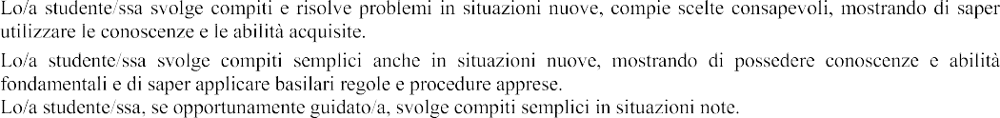 Lo/a studente/ssa svolge compiti e risolve problemi in situazioni nuove, compie scelte consapevoli, mostrando di saper
utilizzare le conoscenze e le abilità acquisite.
Lo/a studente/ssa svolge compiti semplici anche in situazioni nuove, mostrando di possedere conoscenze e abilità
fondamentali e di saper applicare basilari regole e procedure apprese.
Lo/a studente/ssa, se opportunamente guidato/a, svolge compiti semplici in situazioni note.